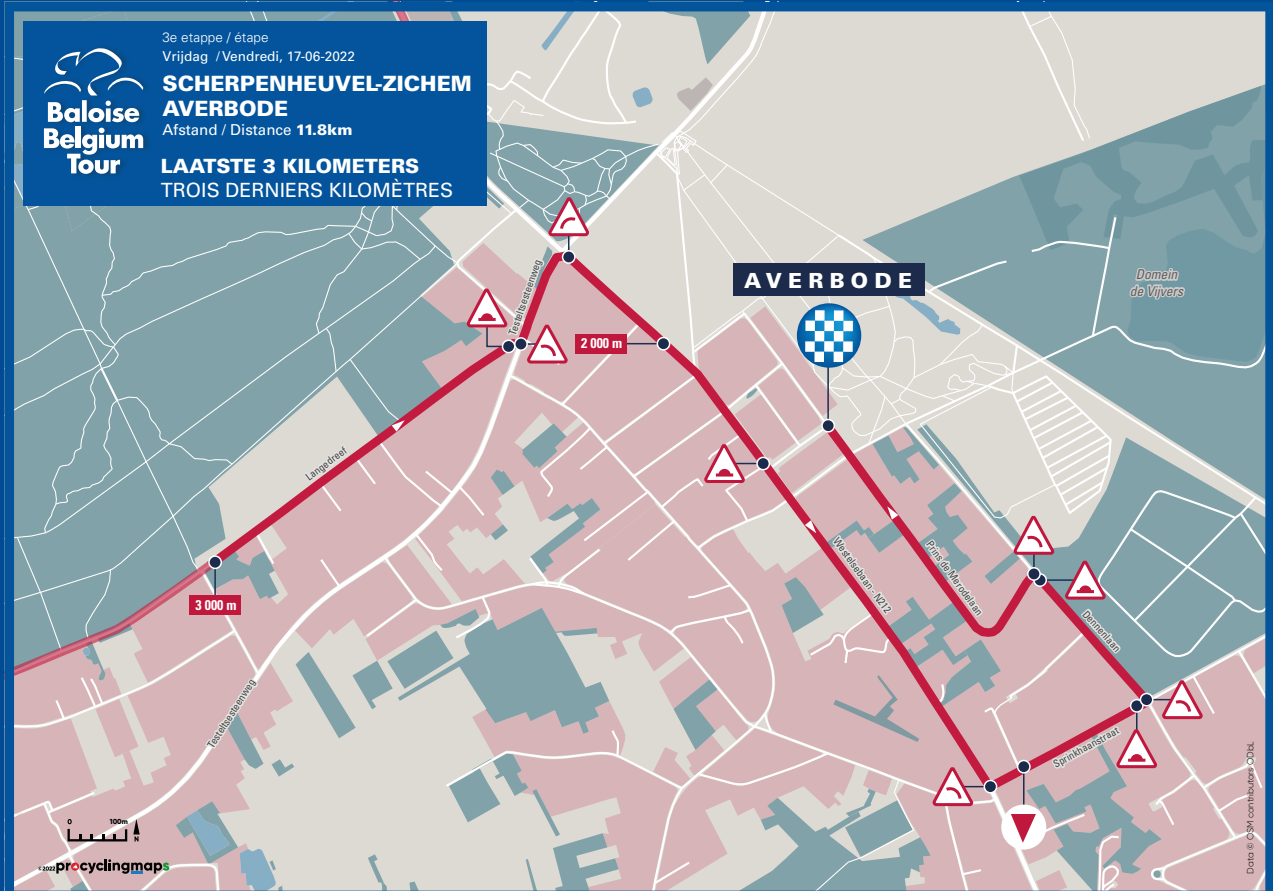 3e etappe / étape
Vrijdag / Vendredi, 17-06-2022
SCHERPENHEUVEL-ZICHEM
AVERBODE
Afstand / Distance 11.8km
LAATSTE 3 KILOMETERS
TROIS DERNIERS KILOMÈTRES
Baloise
Belgium
Tour
AVERBODE
Domein
de Vijvers
Testeltsesteenweg
2 000 m
Langedreef
3 000 m
Westelsebaan - N212
Prins de Merodelaan
Dennenlaan
Sprinkhaanstraat
Testeltsesteenweg
0 100m
N
©2022 procyclingmaps
Data © OSM contributors ODbL